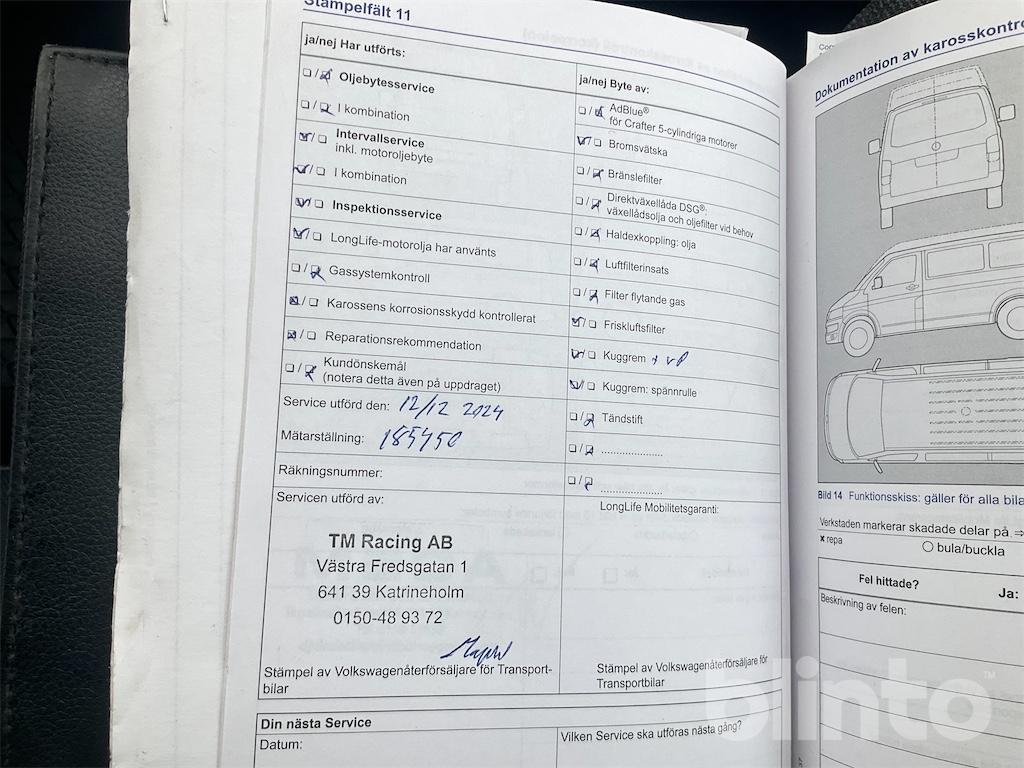 Stämpelfält 11
ja/nej Har utförts:
Oljebytesservice
I kombination
Intervallservice
inkl. motoroljebyte
I kombination
Inspektionsservice
LongLife-motorolja har använts
Gassystemkontroll
Karossens korrosionsskydd kontrollerat
Reparationsrekommendation
Kundönskemål
(notera detta även på uppdraget)
Service utförd den: 12/12 2024
Mätarställning: 185450
Räkningsnummer:
Servicen utförd av:
TM Racing AB
Västra Fredsgatan 1
641 39 Katrineholm
0150-48 93 72
Stämpel av Volkswagenåterförsäljare för Transport-
bilar
ja/nej Byte av:
AdBlue®
för Crafter 5-cylindriga motorer
Bromsvätska
Bränslefilter
Direktväxellåda DSG®:
växellådsolja och oljefilter vid behov
Haldexkoppling: olja
Luftfilterinsats
Filter flytande gas
Friskluftsfilter
Kuggrem + VP
Kuggrem: spännrulle
Tändstift
LongLife Mobilitetsgaranti:
Stämpel av Volkswagenåterförsäljare för
Transportbilar
Din nästa Service
Datum:
Vilken Service ska utföras nästa gång?
Dokumentation av karosskontro
Bild 14 Funktionsskiss: gäller för alla bila
Verkstaden markerar skadade delar på ⇒
× repa
bula/buckla
Fel hittade?
Ja:
Beskrivning av felen:
blinto™